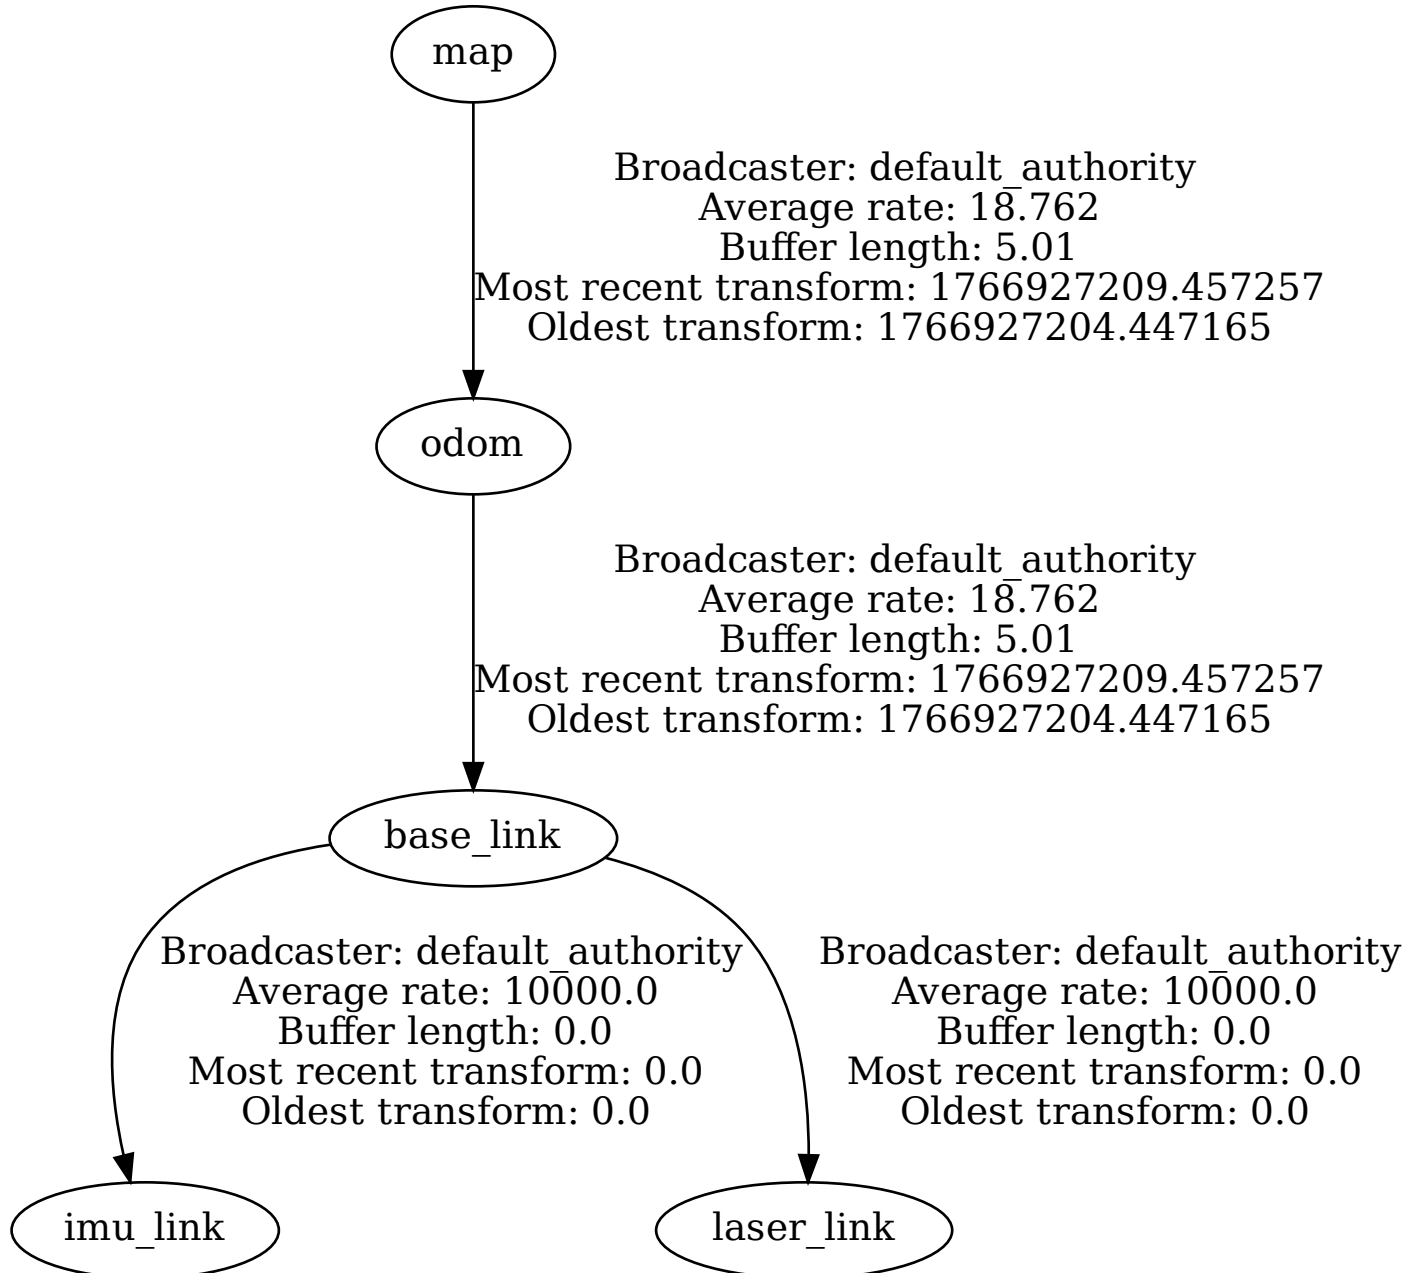 map
Broadcaster: default_authority
Average rate: 18.762
Buffer length: 5.01
Most recent transform: 1766927209.457257
Oldest transform: 1766927204.447165
odom
Broadcaster: default_authority
Average rate: 18.762
Buffer length: 5.01
Most recent transform: 1766927209.457257
Oldest transform: 1766927204.447165
base_link
Broadcaster: default_authority
Average rate: 10000.0
Buffer length: 0.0
Most recent transform: 0.0
Oldest transform: 0.0
Broadcaster: default_authority
Average rate: 10000.0
Buffer length: 0.0
Most recent transform: 0.0
Oldest transform: 0.0
imu_link
laser_link